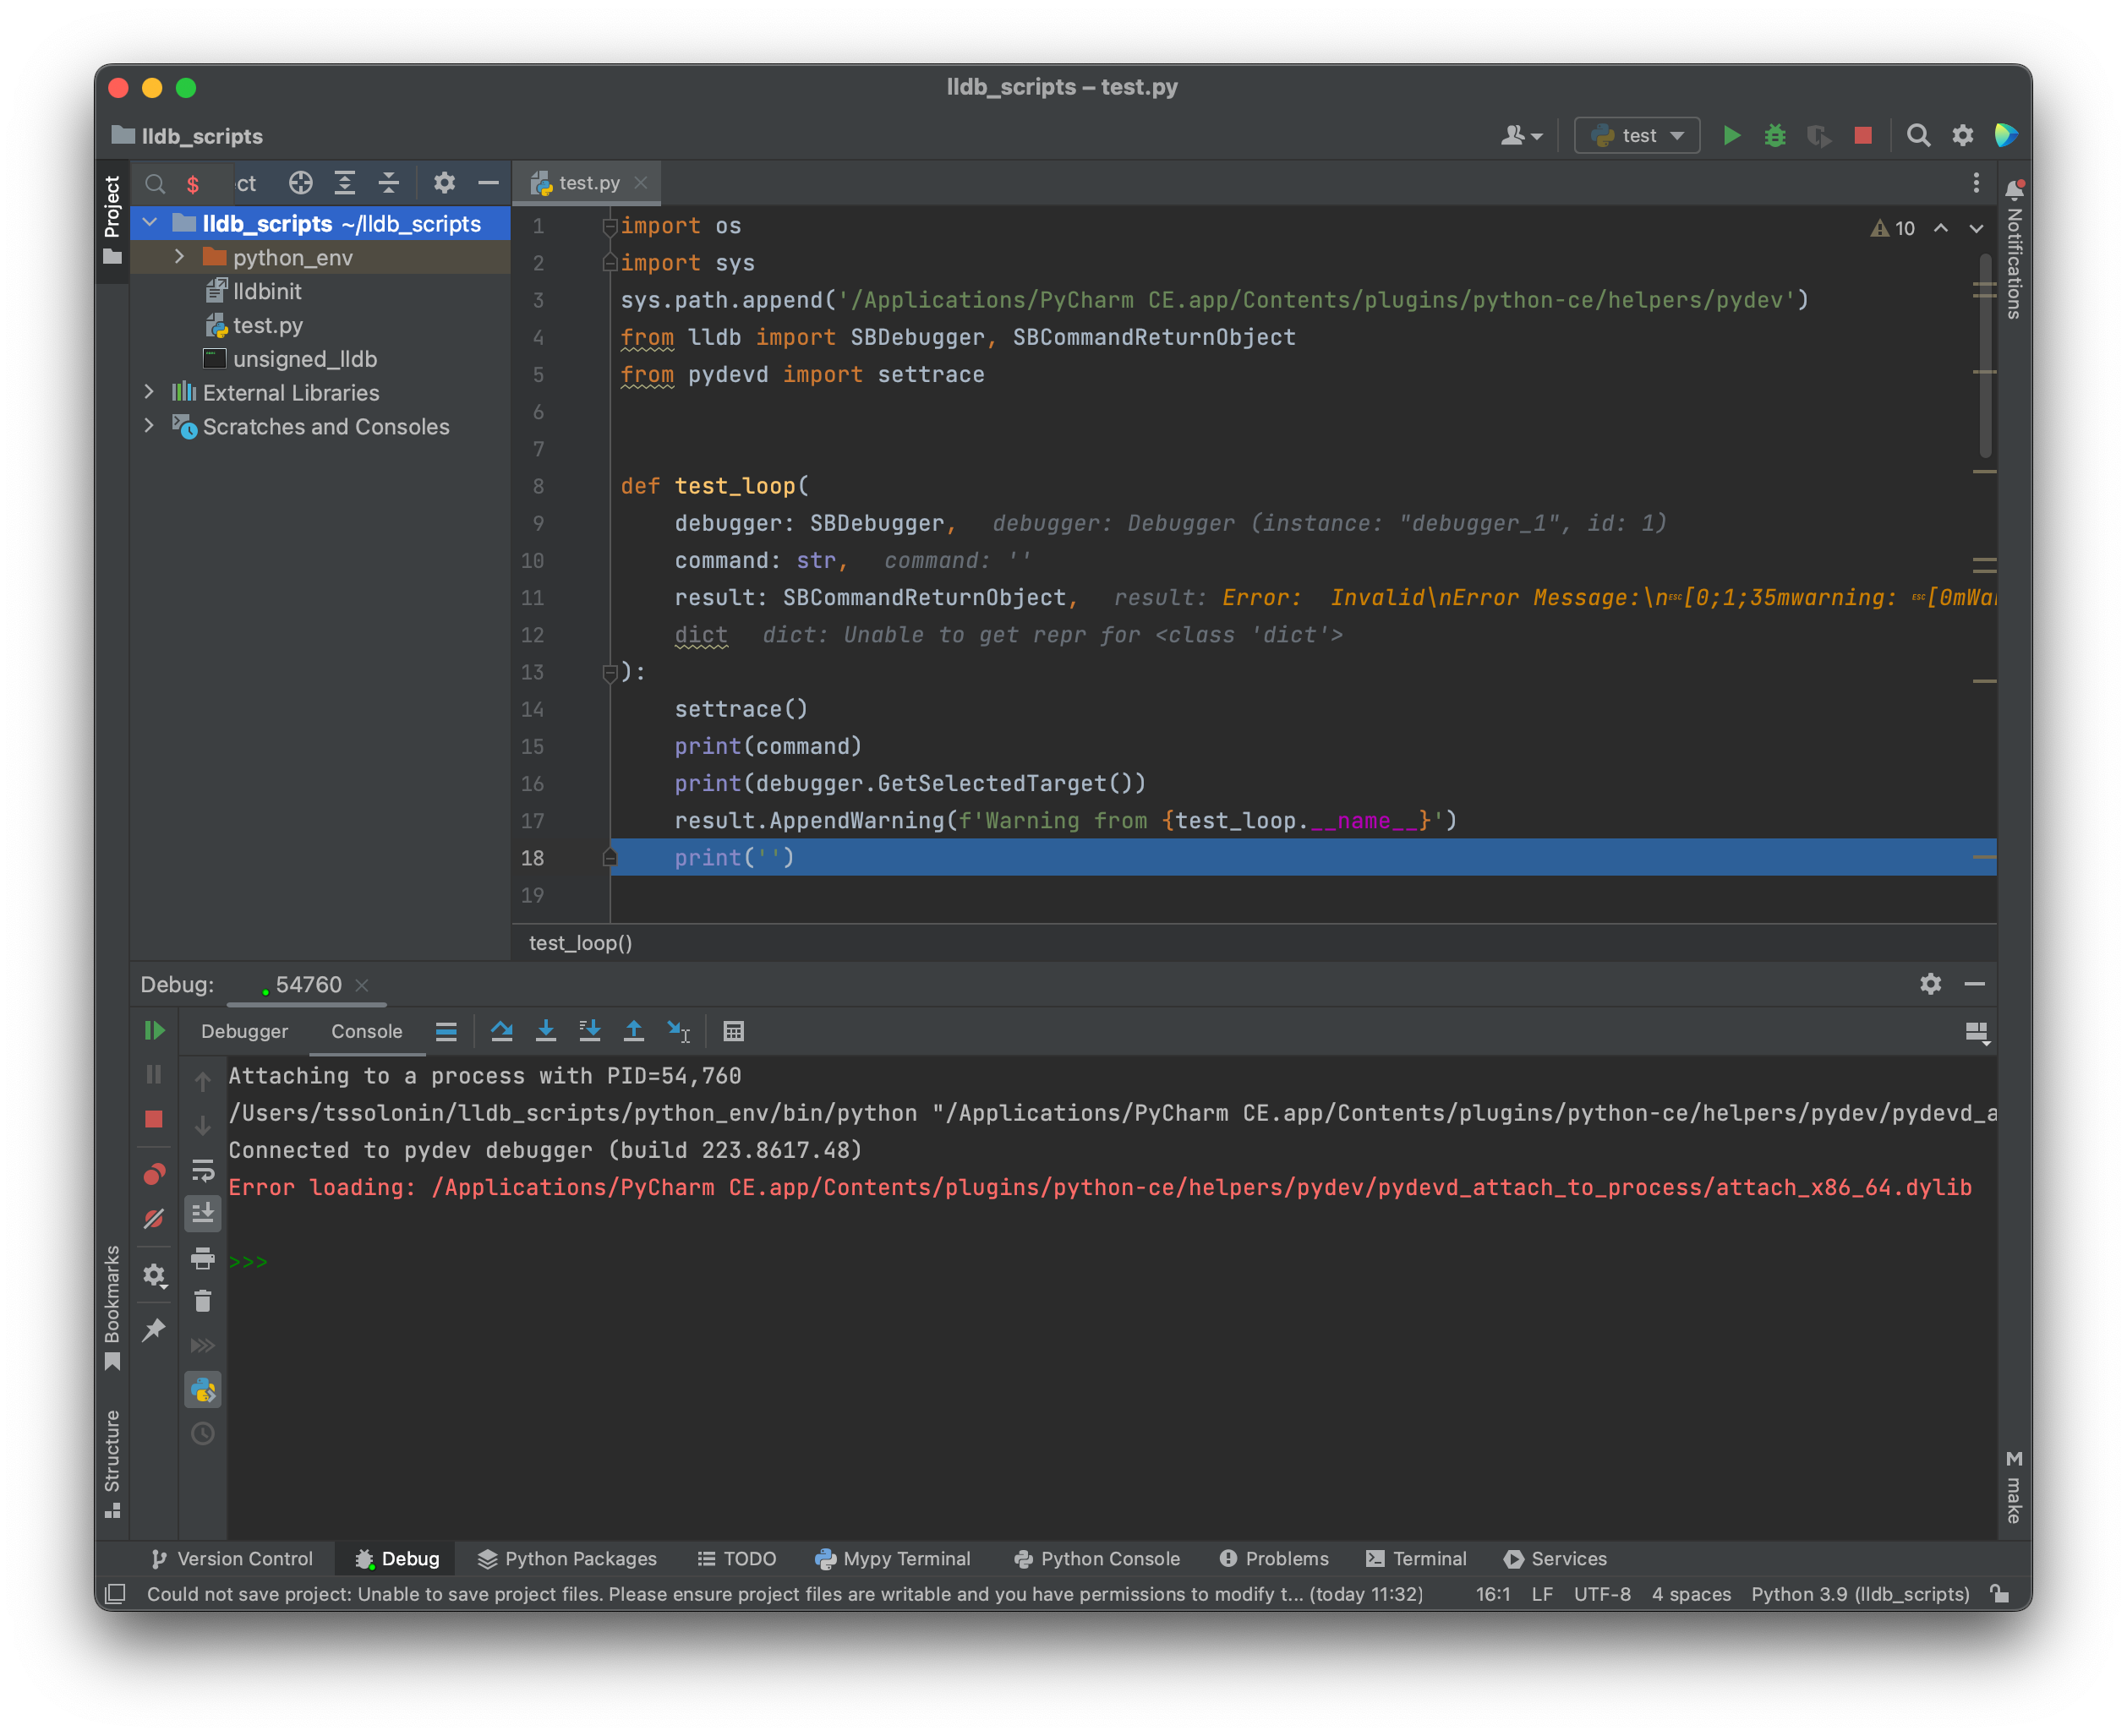 lldb_scripts – test.py
lldb_scripts
test
Project
$ ct
test.py
lldb_scripts ~/lldb_scripts
python_env
lldbinit
test.py
unsigned_lldb
External Libraries
Scratches and Consoles
10
Notifications
1 import os
2 import sys
3 sys.path.append('/Applications/PyCharm CE.app/Contents/plugins/python-ce/helpers/pydev')
4 from lldb import SBDebugger, SBCommandReturnObject
5 from pydevd import settrace
6
7
8 def test_loop(
9 debugger: SBDebugger, debugger: Debugger (instance: "debugger_1", id: 1)
10 command: str, command: ''
11 result: SBCommandReturnObject, result: Error: Invalid\nError Message:\nESC[0;1;35mwarning: ESC[0mWar
12 dict dict: Unable to get repr for <class 'dict'>
13 ):
14 settrace()
15 print(command)
16 print(debugger.GetSelectedTarget())
17 result.AppendWarning(f'Warning from {test_loop.__name__}')
18 print('')
19
test_loop()
Debug: 54760
Debugger Console
Attaching to a process with PID=54,760
/Users/tssolonin/lldb_scripts/python_env/bin/python "/Applications/PyCharm CE.app/Contents/plugins/python-ce/helpers/pydev/pydevd_a
Connected to pydev debugger (build 223.8617.48)
Error loading: /Applications/PyCharm CE.app/Contents/plugins/python-ce/helpers/pydev/pydevd_attach_to_process/attach_x86_64.dylib
>>>
Bookmarks
Structure
make
Version Control Debug Python Packages TODO Mypy Terminal Python Console Problems Terminal Services
Could not save project: Unable to save project files. Please ensure project files are writable and you have permissions to modify t... (today 11:32) 16:1 LF UTF-8 4 spaces Python 3.9 (lldb_scripts)